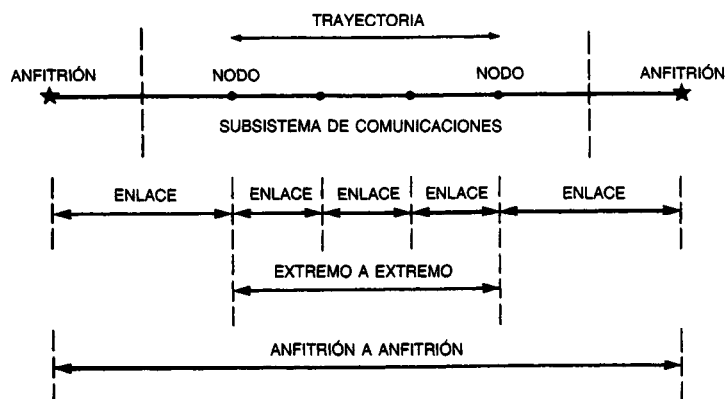 TRAYECTORIA
ANFITRIÓN NODO NODO ANFITRIÓN
SUBSISTEMA DE COMUNICACIONES
ENLACE ENLACE ENLACE ENLACE ENLACE
EXTREMO A EXTREMO
ANFITRIÓN A ANFITRIÓN